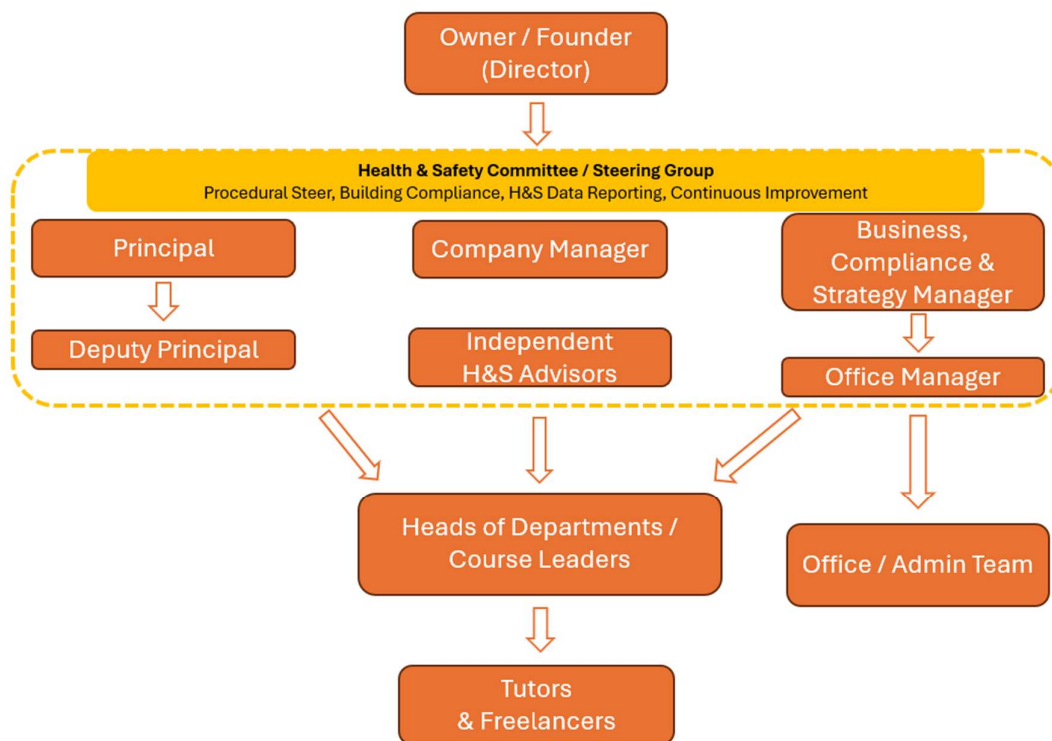 Owner / Founder
(Director)
Health & Safety Committee / Steering Group
Procedural Steer, Building Compliance, H&S Data Reporting, Continuous Improvement
Principal
Company Manager
Business,
Compliance &
Strategy Manager
Deputy Principal
Independent
H&S Advisors
Office Manager
Heads of Departments /
Course Leaders
Office / Admin Team
Tutors
& Freelancers